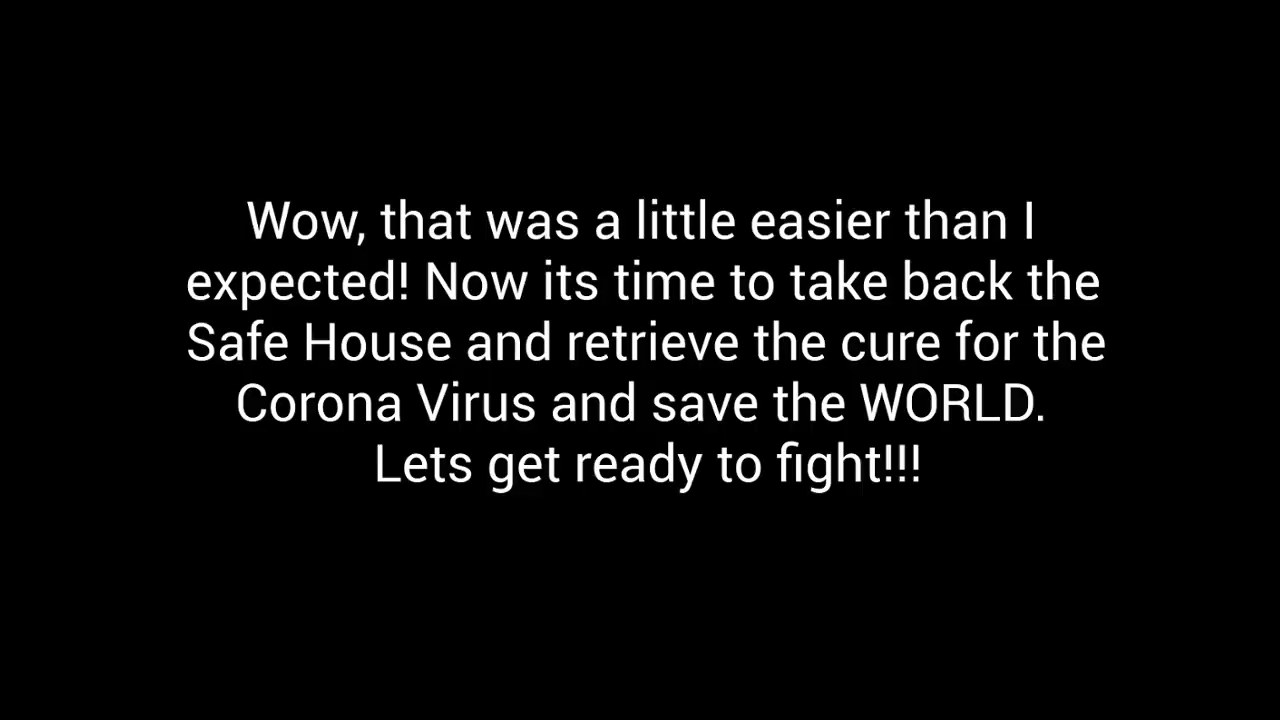 Wow, that was a little easier than I
expected! Now its time to take back the
Safe House and retrieve the cure for the
Corona Virus and save the WORLD.
Lets get ready to fight!!!